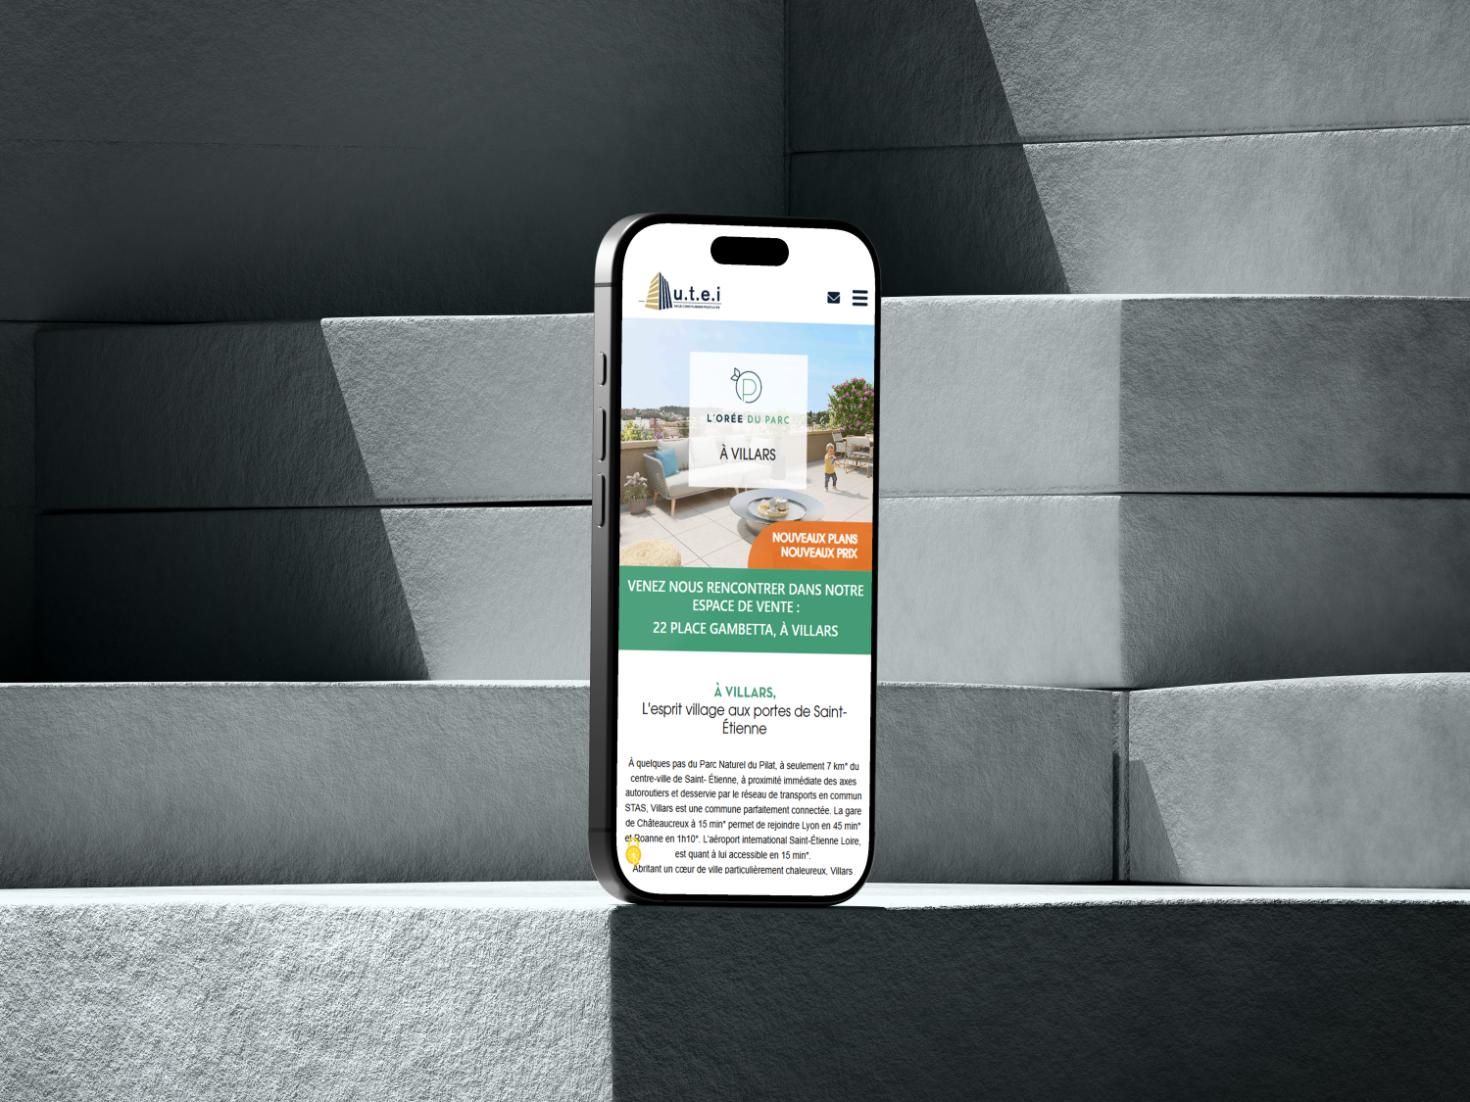 u.t.e.i
L'ORÉE DU PARC
À VILLARS
NOUVEAUX PLANS
NOUVEAUX PRIX
VENEZ NOUS RENCONTRER DANS NOTRE
ESPACE DE VENTE :
22 PLACE GAMBETTA, À VILLARS
À VILLARS,
L'esprit village aux portes de Saint-
Étienne
À quelques pas du Parc Naturel du Pilat, à seulement 7 km* du
centre-ville de Saint- Étienne, à proximité immédiate des axes
autoroutiers et desservie par le réseau de transports en commun
STAS, Villars est une commune parfaitement connectée. La gare
de Châteaucreux à 15 min* permet de rejoindre Lyon en 45 min*
et Roanne en 1h10*. L'aéroport international Saint-Étienne Loire,
est quant à lui accessible en 15 min*.
Abritant un cœur de ville particulièrement chaleureux, Villars